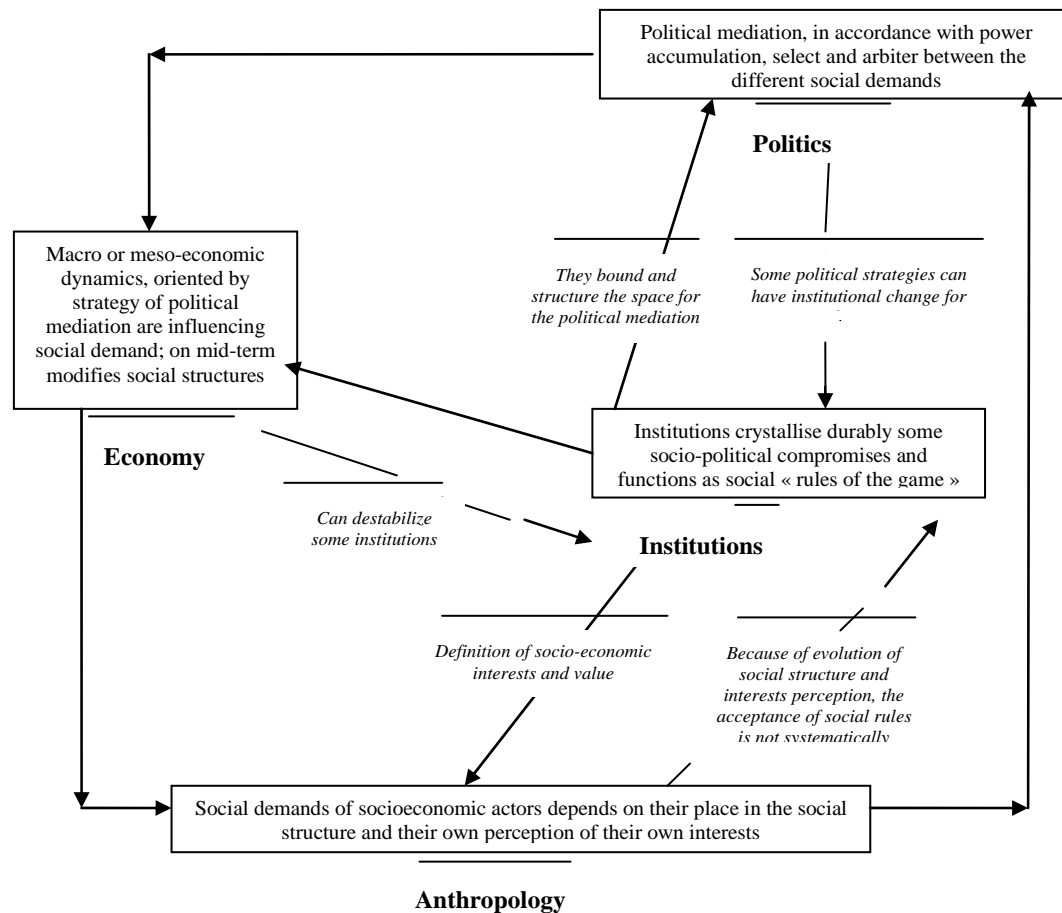 Political mediation, in accordance with power
accumulation, select and arbiter between the
different social demands
Politics
Macro or meso-economic
dynamics, oriented by
strategy of political
mediation are influencing
social demand; on mid-term
modifies social structures
Economy
They bound and
structure the space for
the political mediation
Some political strategies can
have institutional change for
Institutions crystallise durably some
socio-political compromises and
functions as social « rules of the game »
Institutions
Can destabilize
some institutions
Definition of socio-economic
interests and value
Because of evolution of
social structure and
interests perception, the
acceptance of social rules
is not systematically
Social demands of socioeconomic actors depends on their place in the social
structure and their own perception of their own interests
Anthropology